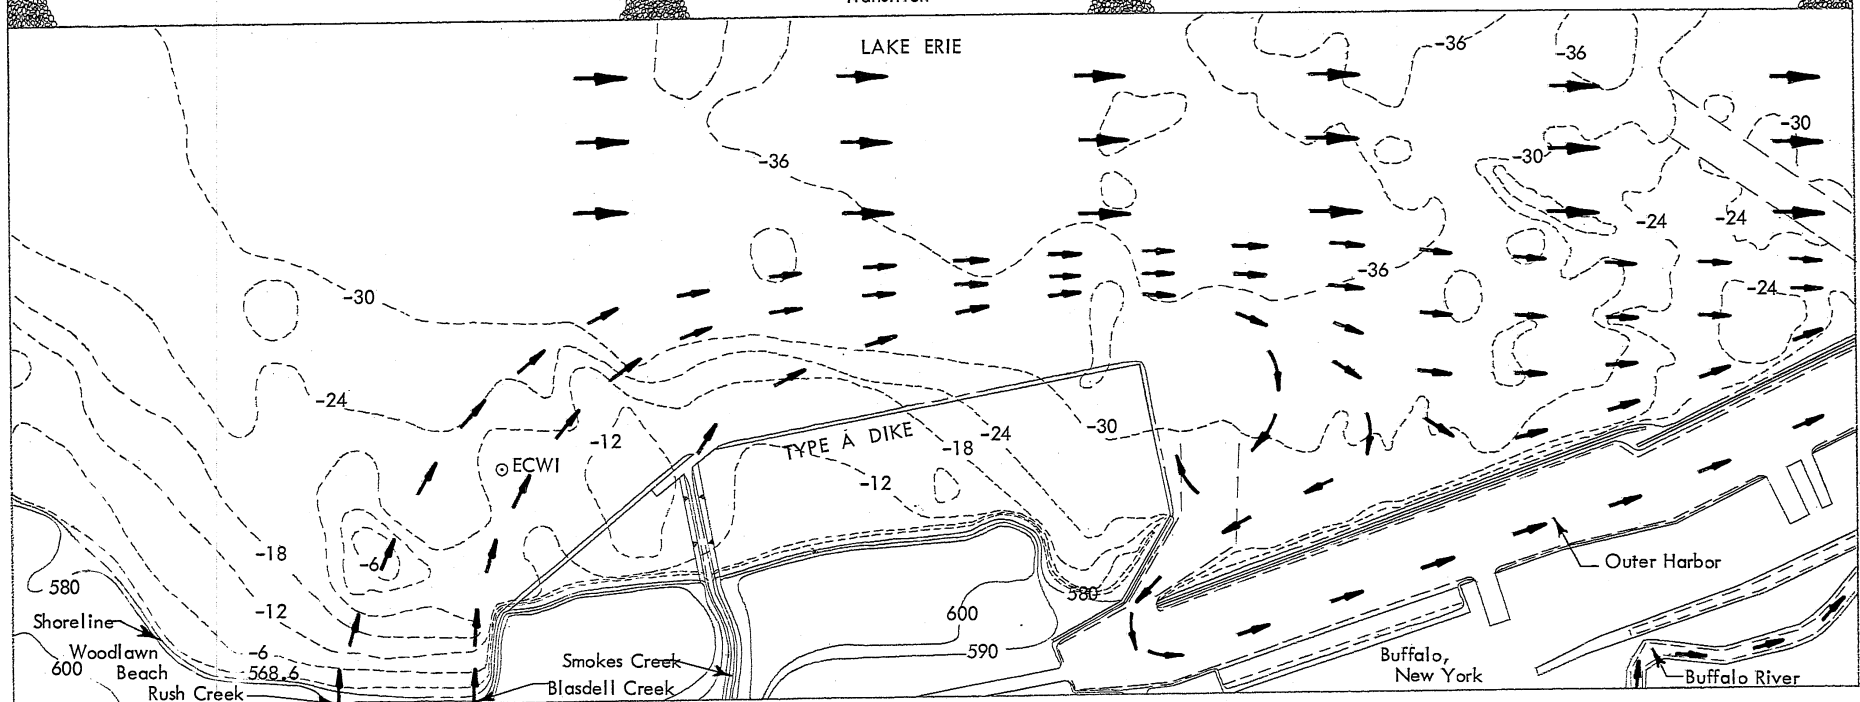 Transition
LAKE ERIE
-36
-36
-30
-36
-30
-24
-24
-36
-30
-24
-24
ECWI
-12
TYPE A DIKE
-24
-30
-18
-12
-18
-6
580
Outer Harbor
-12
580
600
Shoreline
Woodlawn
Beach
-6
590
600
568.6
Smokes Creek
Buffalo,
New York
Rush Creek
Blasdell Creek
Buffalo River